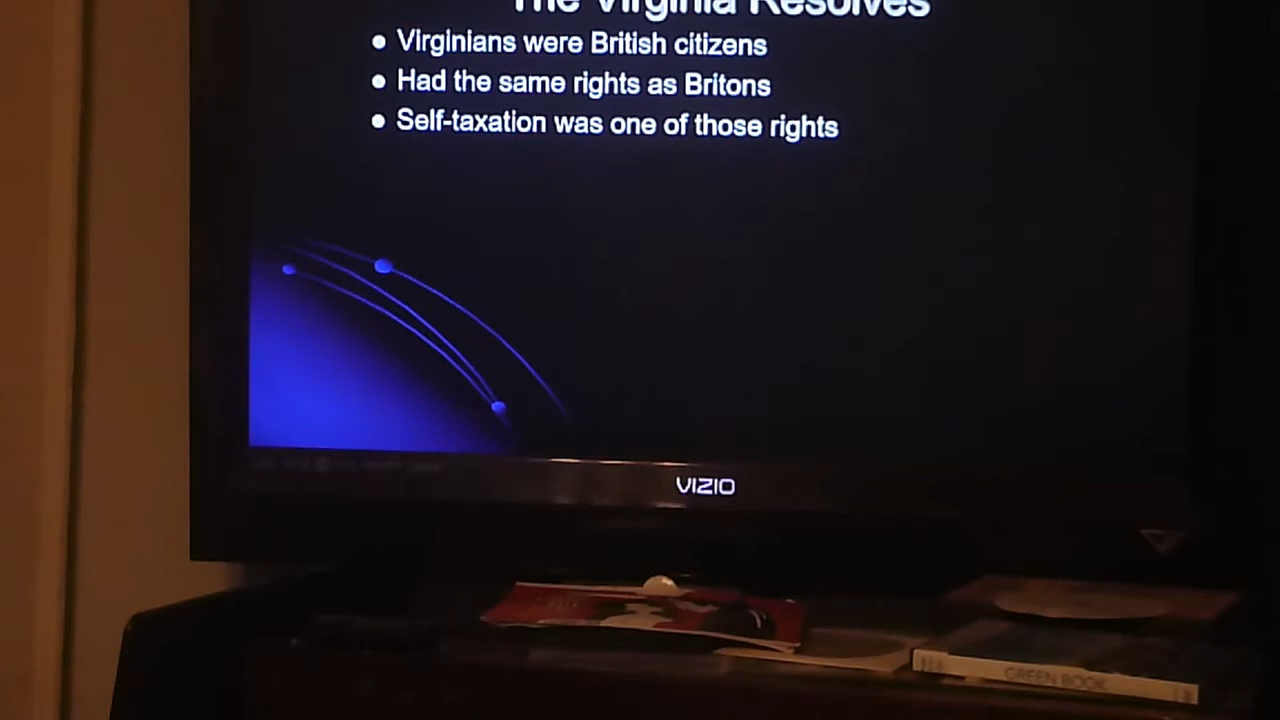 The Virginia Resolves
Virginians were British citizens
Had the same rights as Britons
Self-taxation was one of those rights
VIZIO
GREEN BOOK